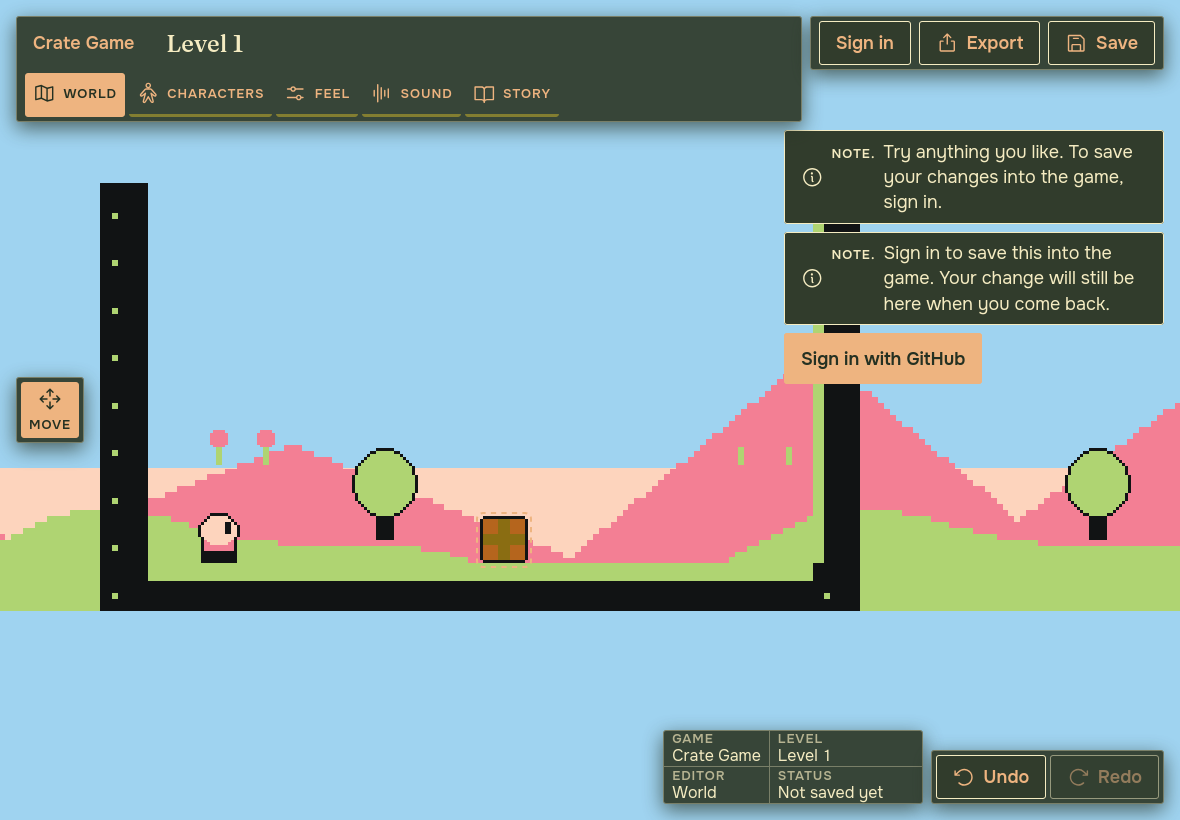 Crate Game
Level 1
Sign in
Export
Save
WORLD
CHARACTERS
FEEL
SOUND
STORY
NOTE. Try anything you like. To save
your changes into the game,
sign in.
NOTE. Sign in to save this into the
game. Your change will still be
here when you come back.
Sign in with GitHub
MOVE
GAME
Crate Game
LEVEL
Level 1
EDITOR
World
STATUS
Not saved yet
Undo
Redo